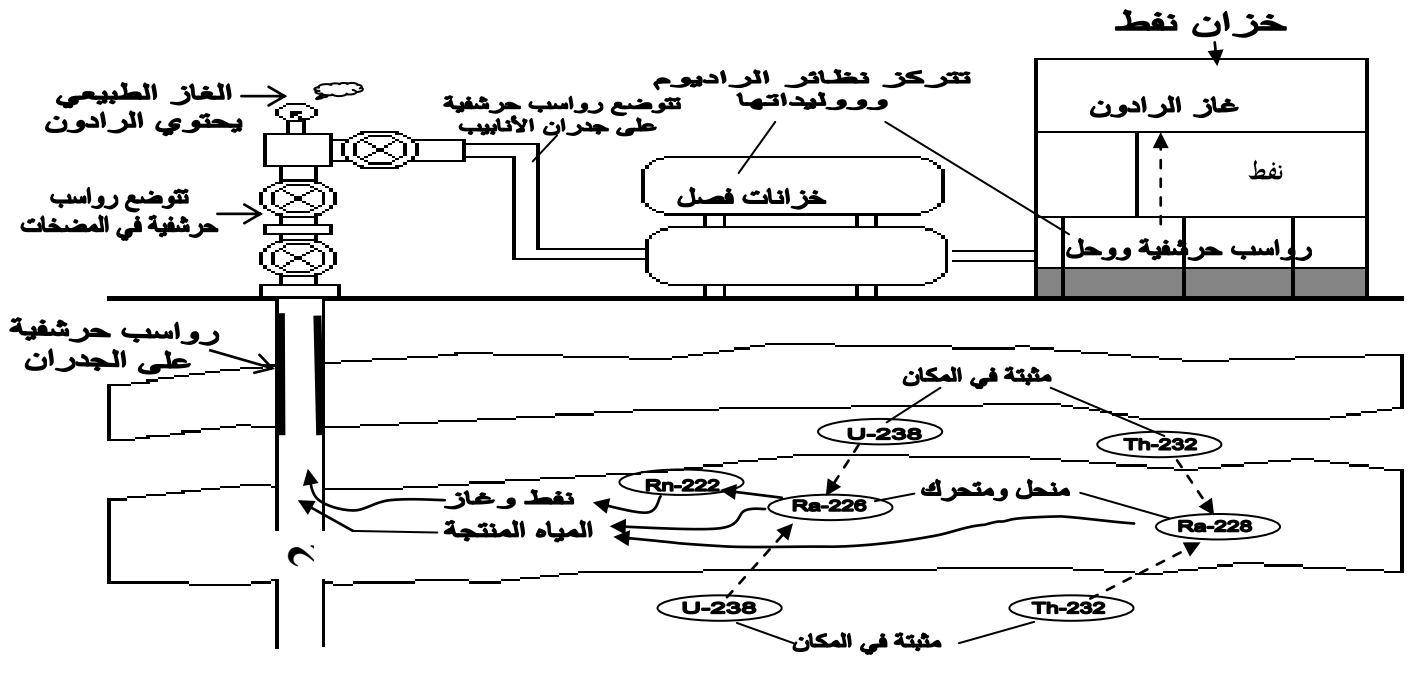 خزان نفط
تتركز نظائر الراديوم
وووليداتها
الغاز الطبيعي
يحتوي الرادون
تتوضع رواسب حرشفية
على جدران الأنابيب
غاز الرادون
نفط
خزانات فصل
تتوضع رواسب
حرشفية في المضخات
رواسب حرشفية ووحل
رواسب حرشفية
على الجدران
مثبتة في المكان
U-238
Th-232
Rn-222
منحل ومتحرك
نفط وغاز
Ra-226
Ra-228
المياه المنتجة
U-238
Th-232
مثبتة في المكان